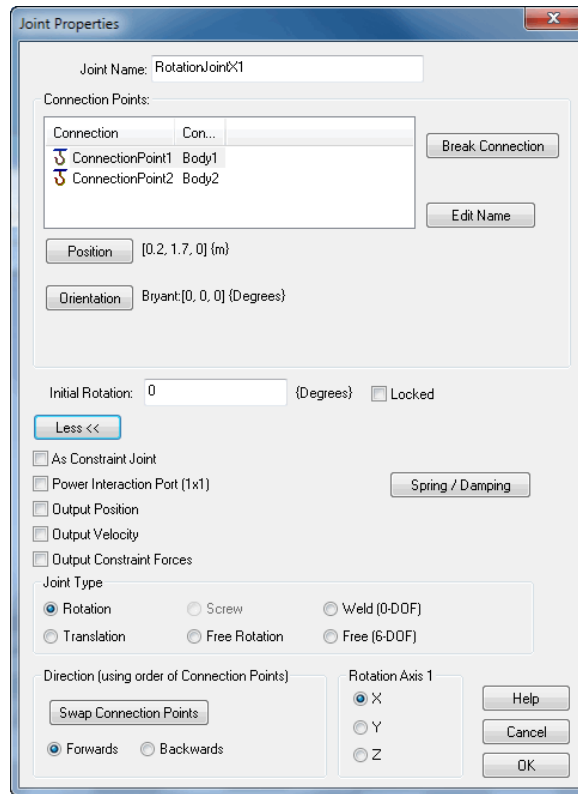 Joint Properties
Joint Name: RotationJointX1
Connection Points:
Connection Con...
ConnectionPoint1 Body1
ConnectionPoint2 Body2
Break Connection
Edit Name
Position [0.2, 1.7, 0] {m}
Orientation Bryant:[0, 0, 0] {Degrees}
Initial Rotation: 0 {Degrees} Locked
Less <<
As Constraint Joint
Power Interaction Port (1x1) Spring / Damping
Output Position
Output Velocity
Output Constraint Forces
Joint Type
Rotation Screw Weld (0-DOF)
Translation Free Rotation Free (6-DOF)
Direction (using order of Connection Points)
Swap Connection Points
Forwards Backwards
Rotation Axis 1
X
Y
Z
Help
Cancel
OK